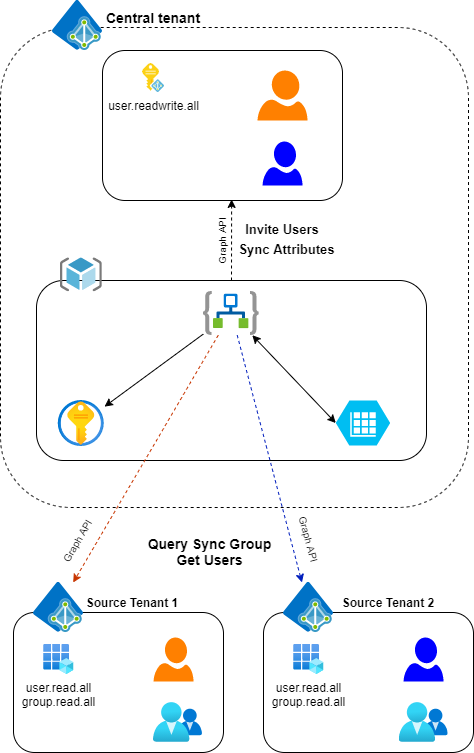 Central tenant
user.readwrite.all
Graph API
Invite Users
Sync Attributes
Graph API
Graph API
Query Sync Group
Get Users
Source Tenant 1
Source Tenant 2
user.read.all
group.read.all
user.read.all
group.read.all